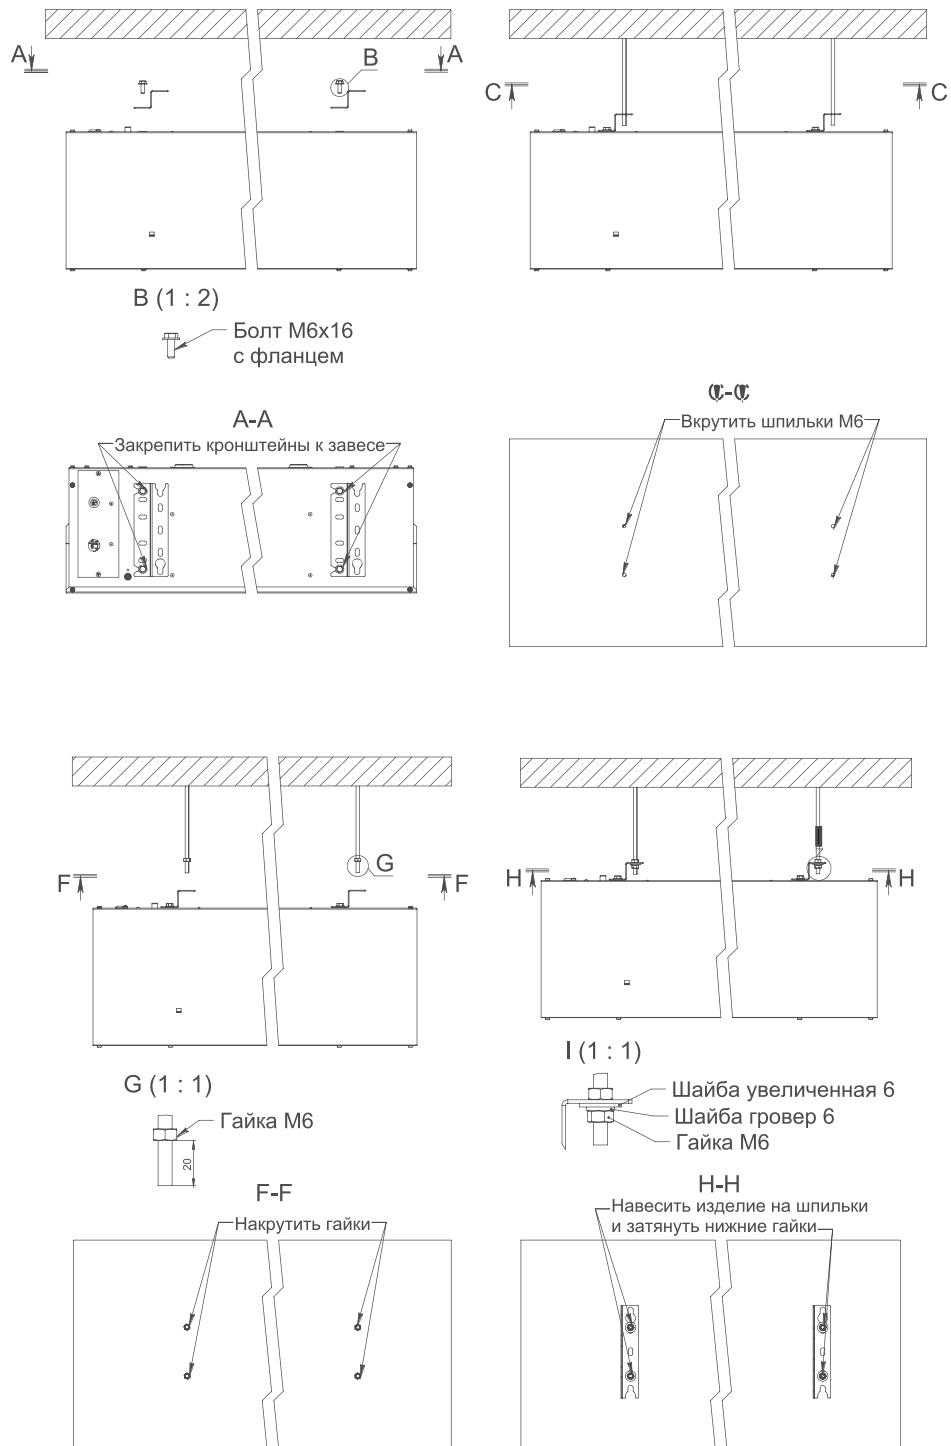 A A
B
C C
B (1 : 2)
Болт М6х16
с фланцем
A-A
Закрепить кронштейны к завесе
C-C
Вкрутить шпильки М6
G
F F
H H
G (1 : 1)
Гайка М6
20
I (1 : 1)
Шайба увеличенная 6
Шайба гровер 6
Гайка М6
F-F
Накрутить гайки
H-H
Навесить изделие на шпильки
и затянуть нижние гайки